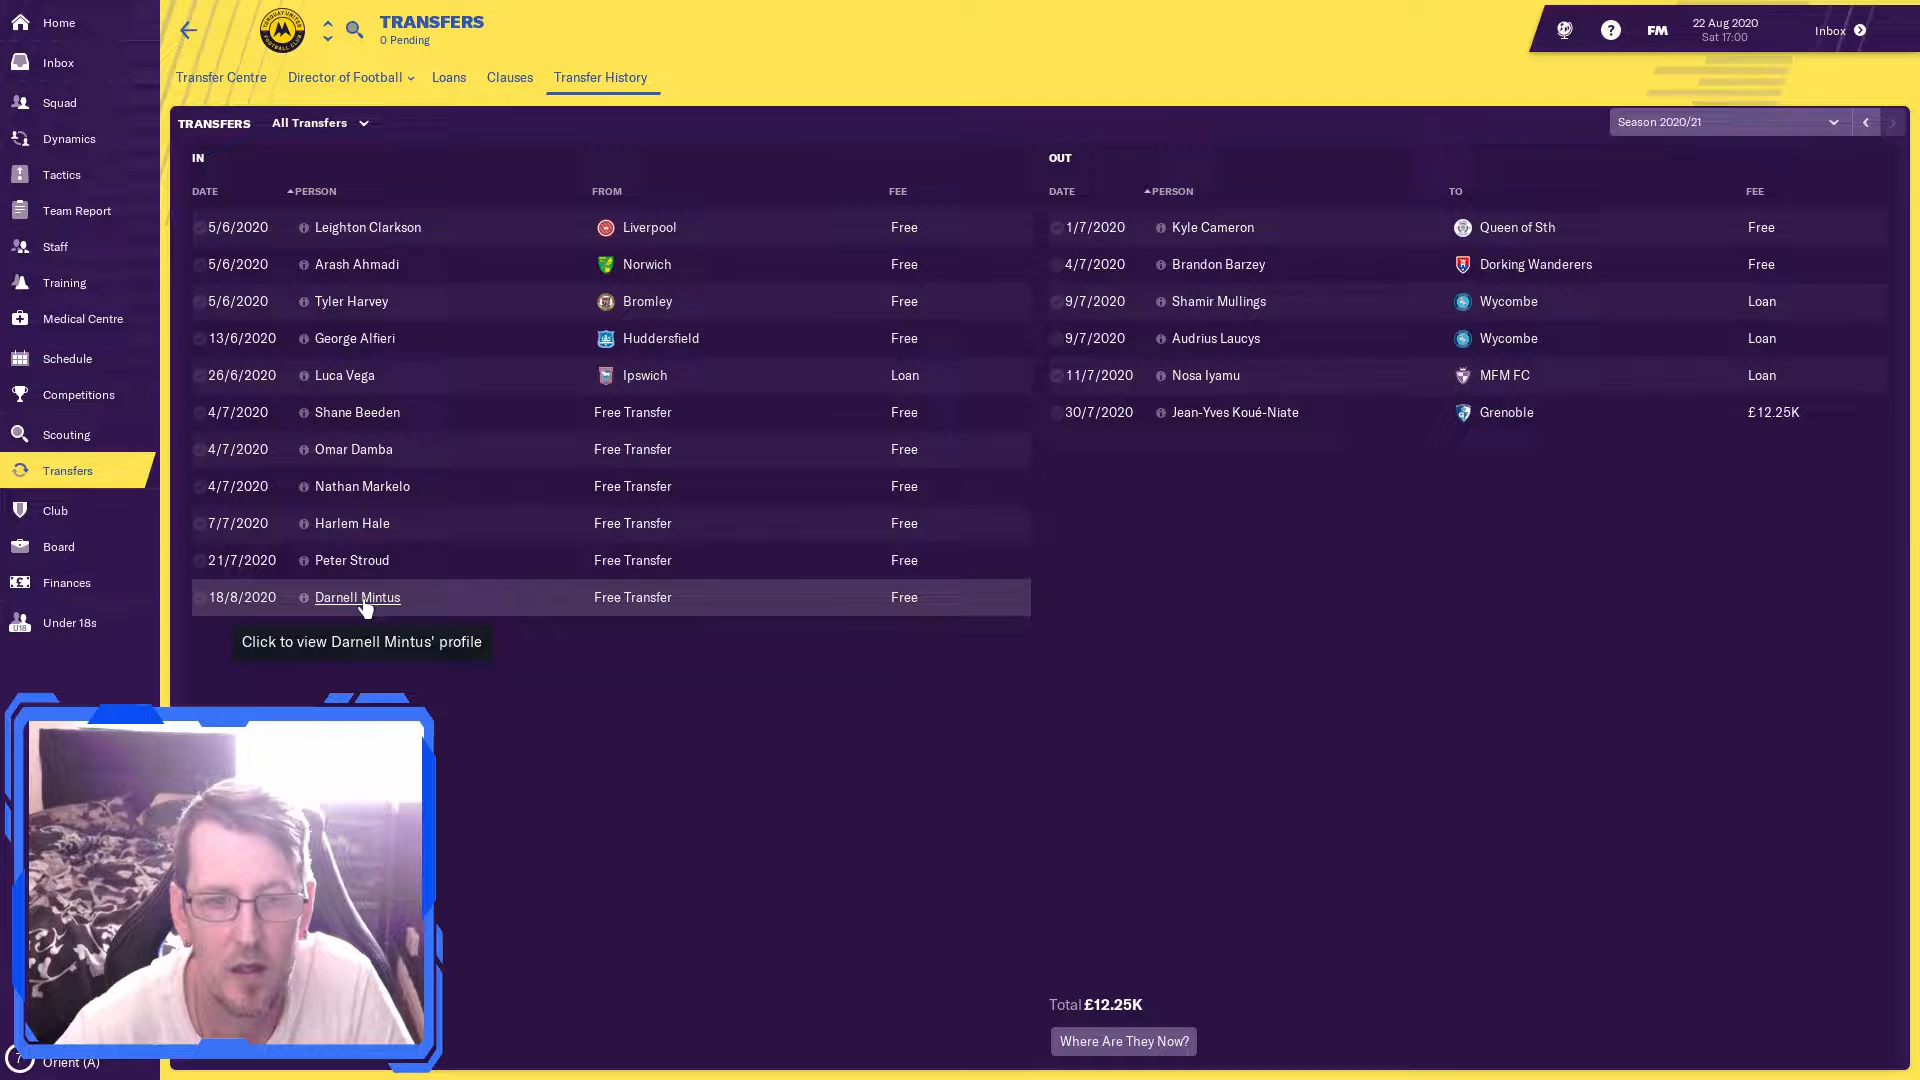 Home
Inbox
Squad
Dynamics
Tactics
Team Report
Staff
Training
Medical Centre
Schedule
Competitions
Scouting
Transfers
Club
Board
Finances
U18 Under 18s
7 Orient (A)
TORQUAY UNITED FOOTBALL CLUB
TRANSFERS
0 Pending
? FM 22 Aug 2020
Sat 17:00
Inbox
Transfer Centre Director of Football Loans Clauses Transfer History
TRANSFERS All Transfers Season 2020/21
IN
DATE PERSON FROM FEE
5/6/2020 Leighton Clarkson Liverpool Free
5/6/2020 Arash Ahmadi Norwich Free
5/6/2020 Tyler Harvey Bromley Free
13/6/2020 George Alfieri Huddersfield Free
26/6/2020 Luca Vega Ipswich Loan
4/7/2020 Shane Beeden Free Transfer Free
4/7/2020 Omar Damba Free Transfer Free
4/7/2020 Nathan Markelo Free Transfer Free
7/7/2020 Harlem Hale Free Transfer Free
21/7/2020 Peter Stroud Free Transfer Free
18/8/2020 Darnell Mintus Free Transfer Free
Click to view Darnell Mintus' profile
OUT
DATE PERSON TO FEE
1/7/2020 Kyle Cameron Queen of Sth Free
4/7/2020 Brandon Barzey Dorking Wanderers Free
9/7/2020 Shamir Mullings Wycombe Loan
9/7/2020 Audrius Laucys Wycombe Loan
11/7/2020 Nosa Iyamu MFM FC Loan
30/7/2020 Jean-Yves Koué-Niate Grenoble £12.25K
Total £12.25K
Where Are They Now?